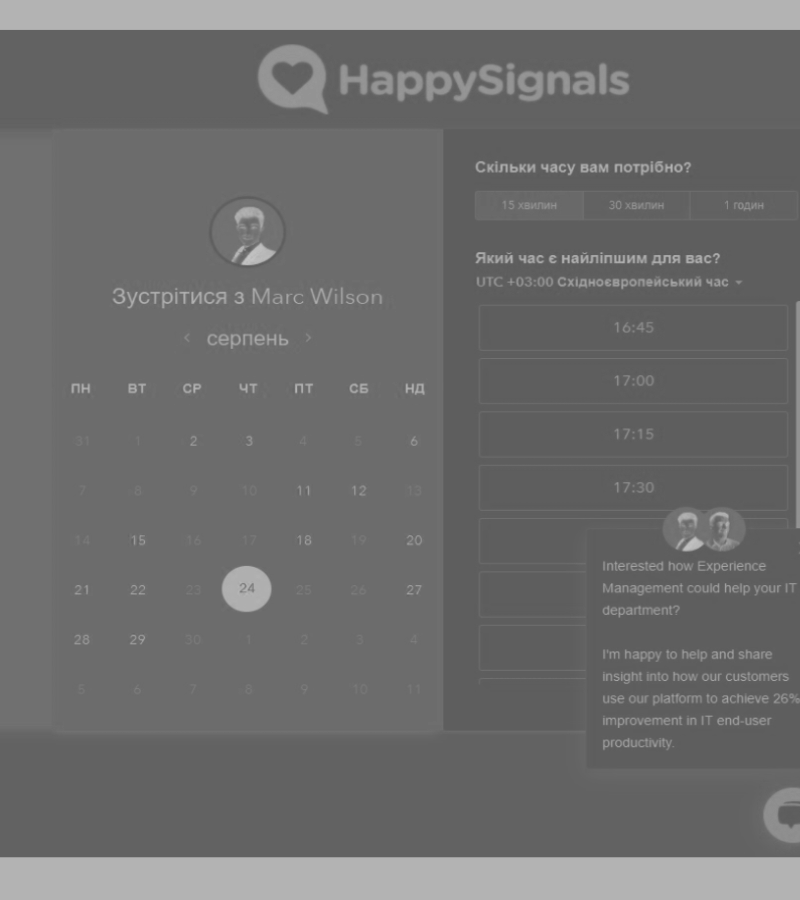 HappySignals
Зустрітися з Marc Wilson
серпень
ПН ВТ СР ЧТ ПТ СБ НД
31 1 2 3 4 5 6
7 8 9 10 11 12 13
14 15 16 17 18 19 20
21 22 23 24 25 26 27
28 29 30 1 2 3 4
5 6 7 8 9 10 11
Скільки часу вам потрібно?
15 хвилин 30 хвилин 1 годин
Який час є найліпшим для вас?
UTC +03:00 Східноєвропейський час
16:45
17:00
17:15
17:30
Interested how Experience
Management could help your IT
department?
I'm happy to help and share
insight into how our customers
use our platform to achieve 26%
improvement in IT end-user
productivity.